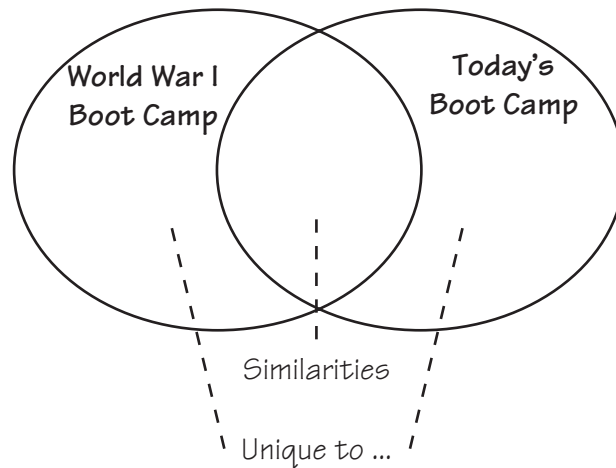 World War I
Boot Camp
Today's
Boot Camp
Similarities
Unique to ...